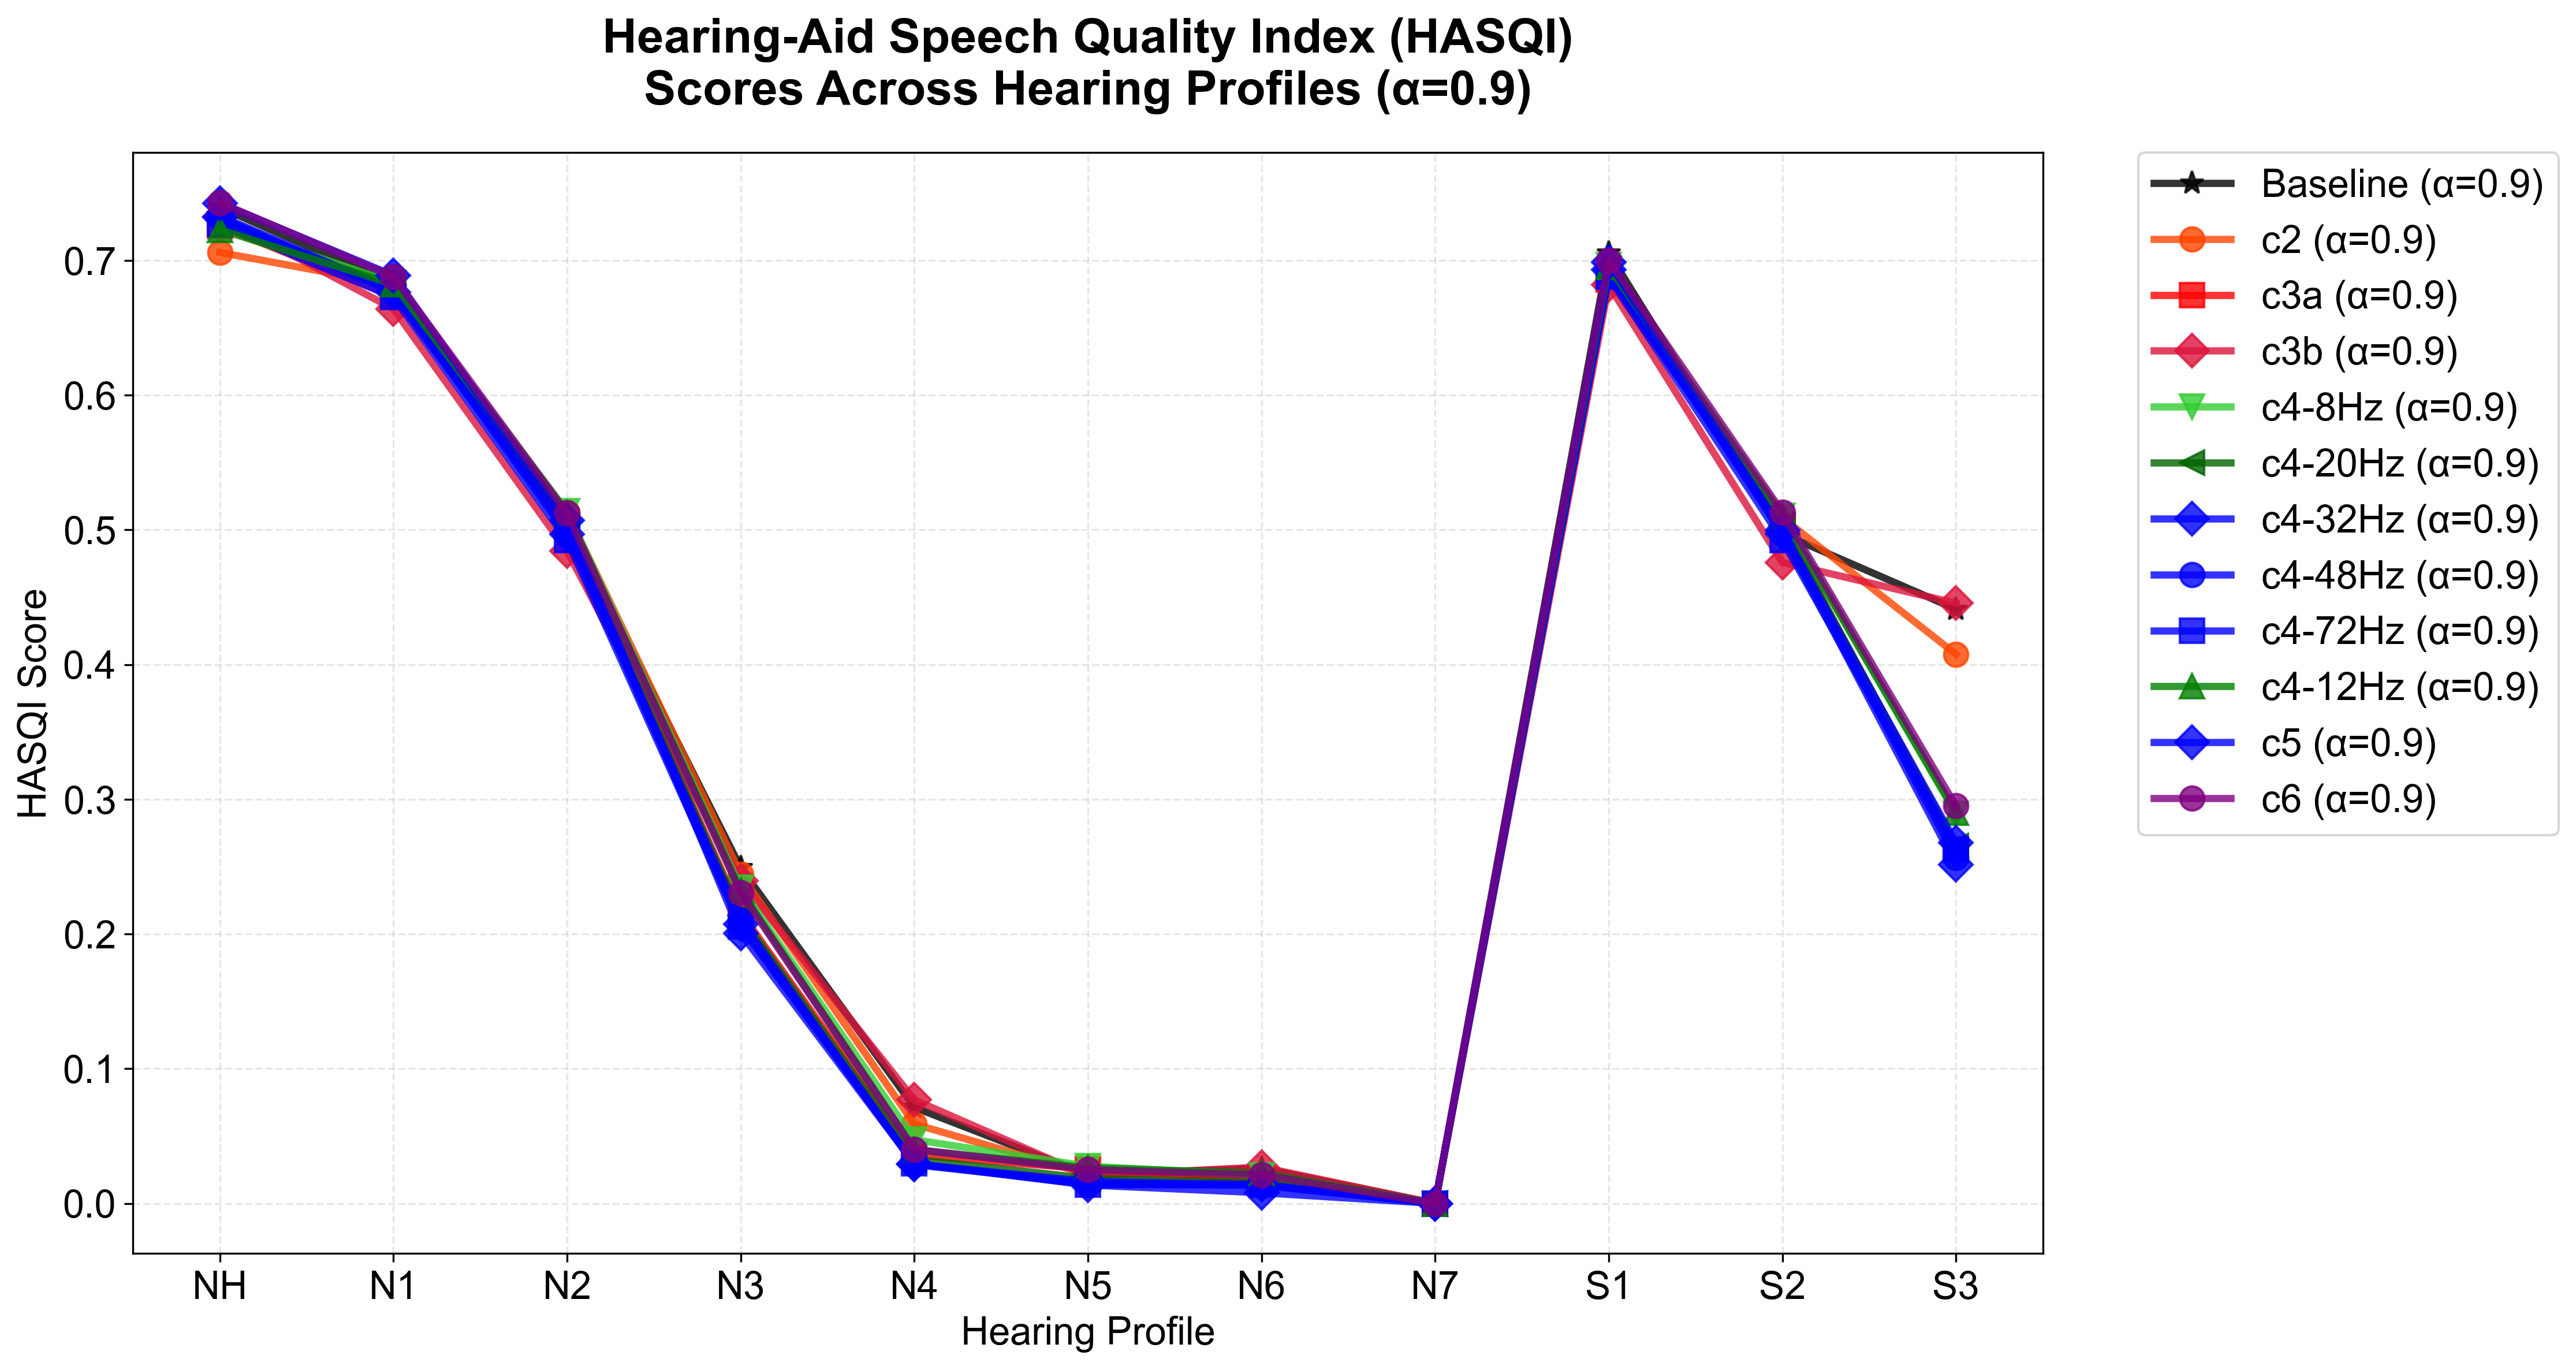 Hearing-Aid Speech Quality Index (HASQI)
Scores Across Hearing Profiles (α=0.9)
HASQI Score
0.7
0.6
0.5
0.4
0.3
0.2
0.1
0.0
NH N1 N2 N3 N4 N5 N6 N7 S1 S2 S3
Hearing Profile
Baseline (α=0.9)
c2 (α=0.9)
c3a (α=0.9)
c3b (α=0.9)
c4-8Hz (α=0.9)
c4-20Hz (α=0.9)
c4-32Hz (α=0.9)
c4-48Hz (α=0.9)
c4-72Hz (α=0.9)
c4-12Hz (α=0.9)
c5 (α=0.9)
c6 (α=0.9)